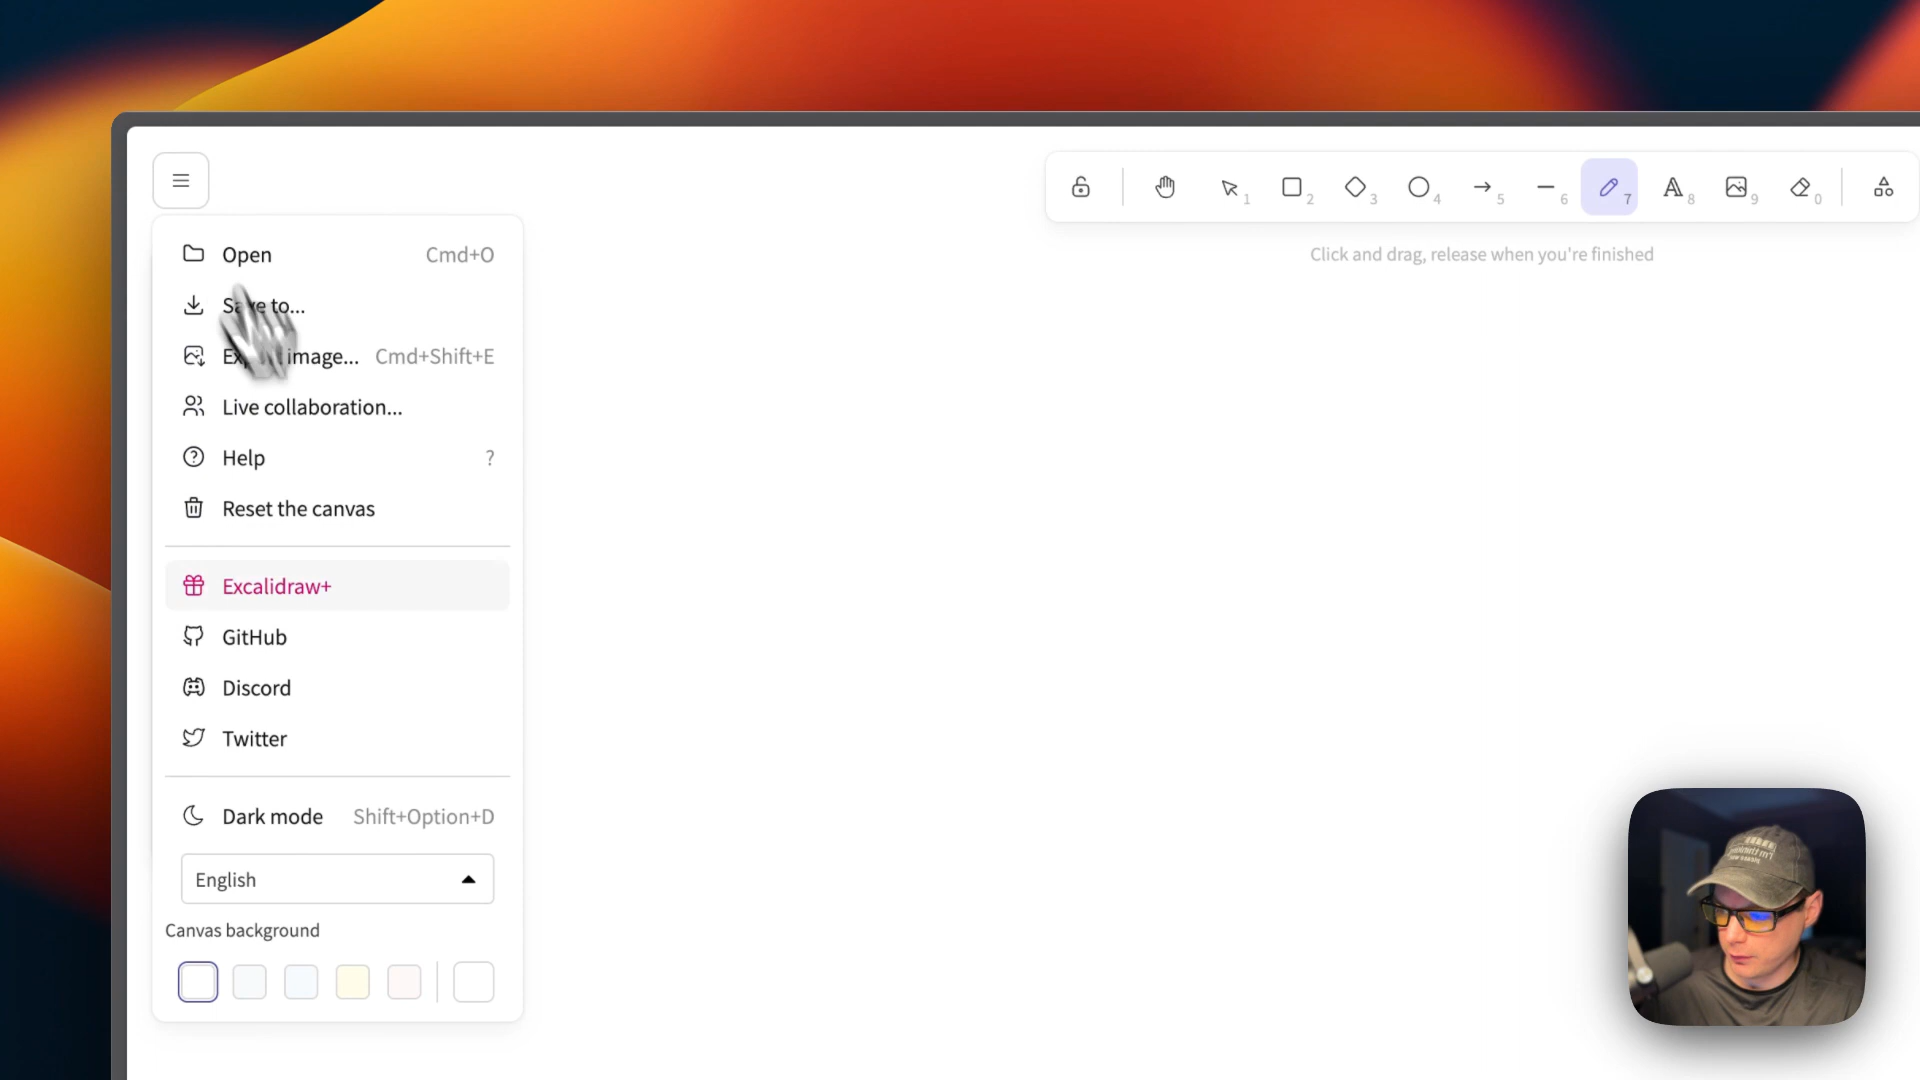 1
2
3
4
5
6
7
8
9
0
Click and drag, release when you're finished
Open Cmd+O
Save to...
Export image... Cmd+Shift+E
Live collaboration...
Help ?
Reset the canvas
Excalidraw+
GitHub
Discord
Twitter
Dark mode Shift+Option+D
English
Canvas background